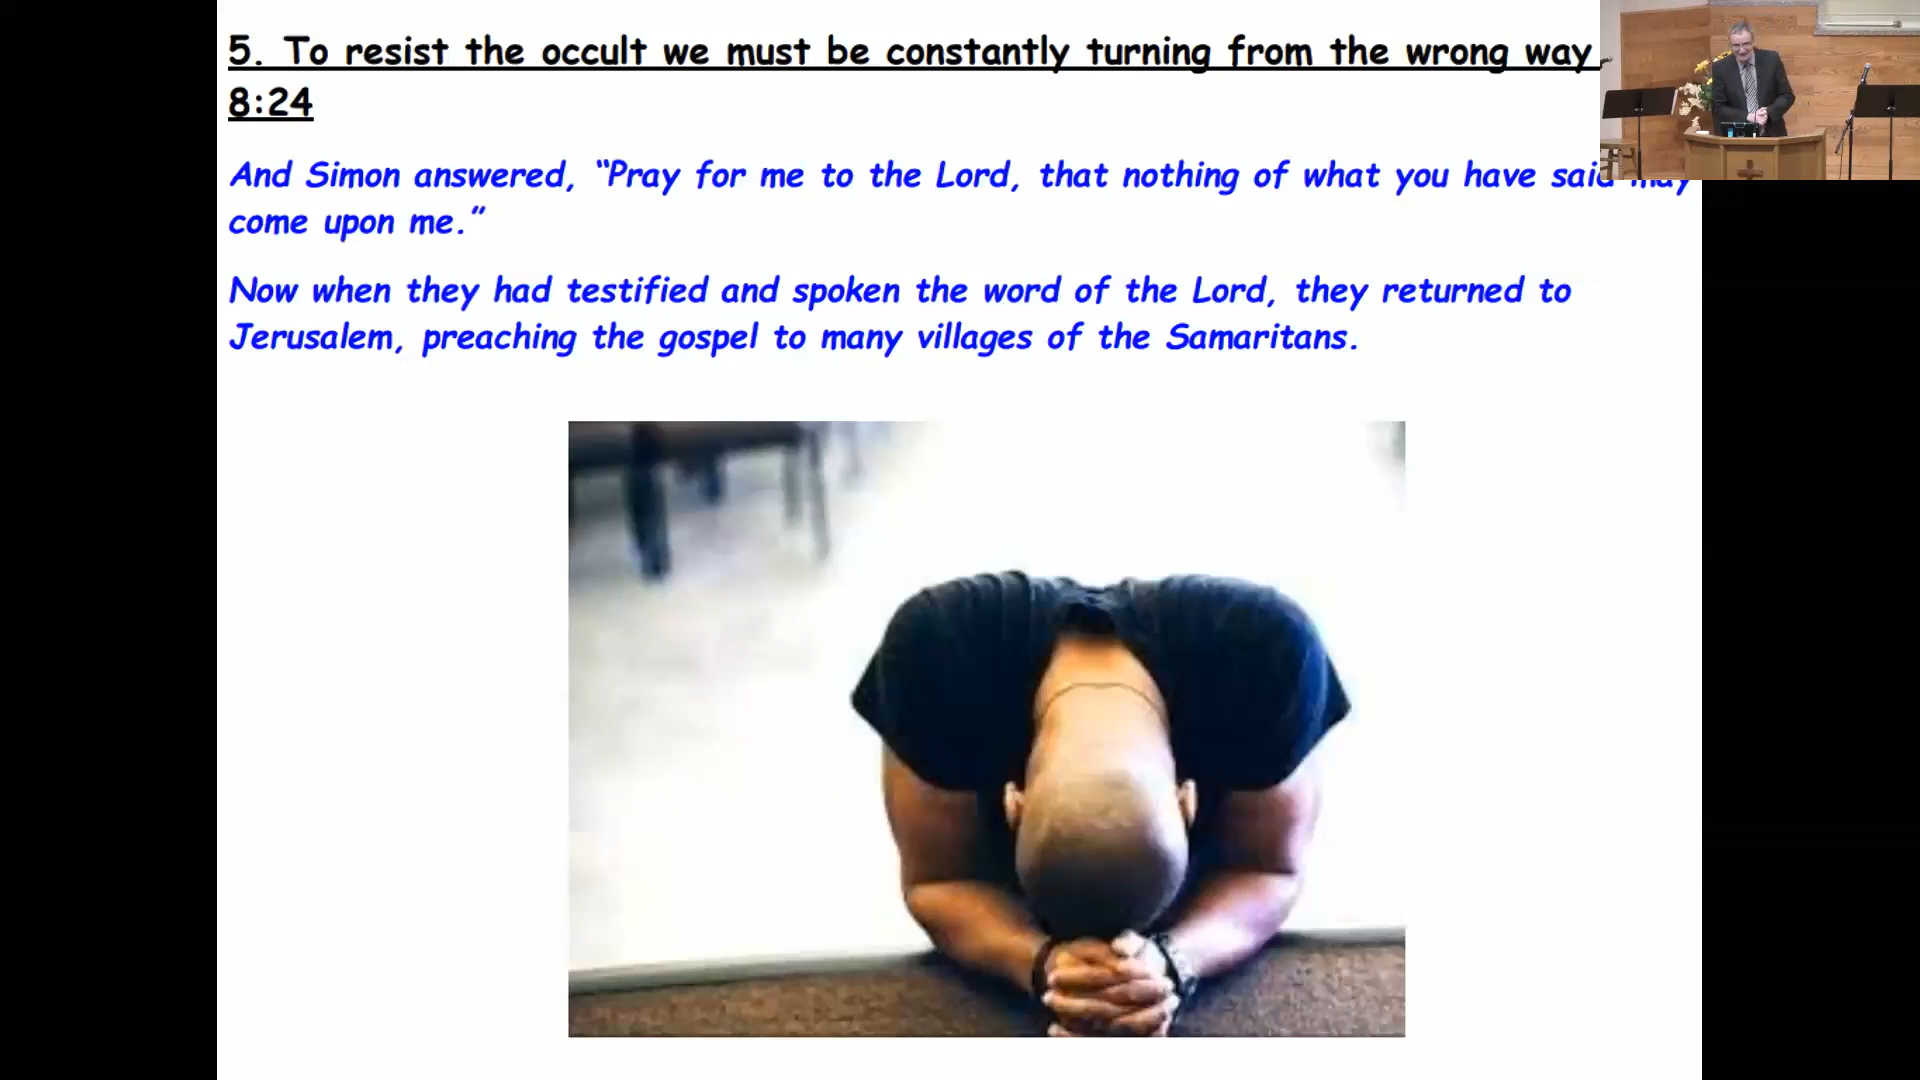 5. To resist the occult we must be constantly turning from the wrong way
8:24
And Simon answered, “Pray for me to the Lord, that nothing of what you have said may
come upon me.”
Now when they had testified and spoken the word of the Lord, they returned to
Jerusalem, preaching the gospel to many villages of the Samaritans.